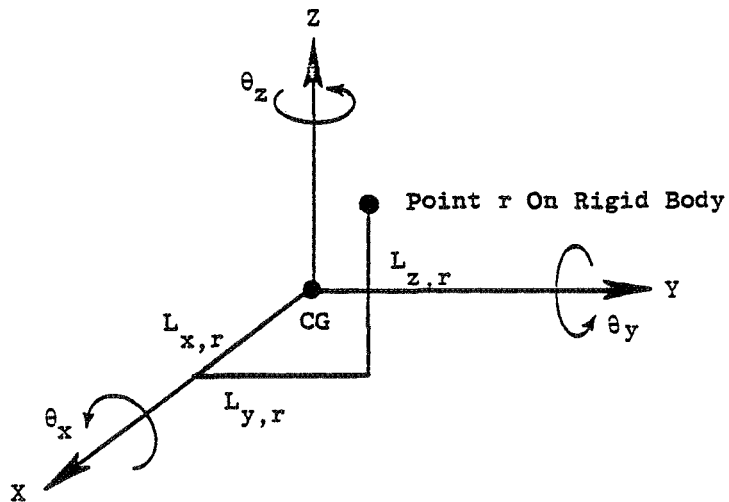 Z
θz
Point r On Rigid Body
Lz,r
Y
CG
Lx,r
θy
Ly,r
θx
X